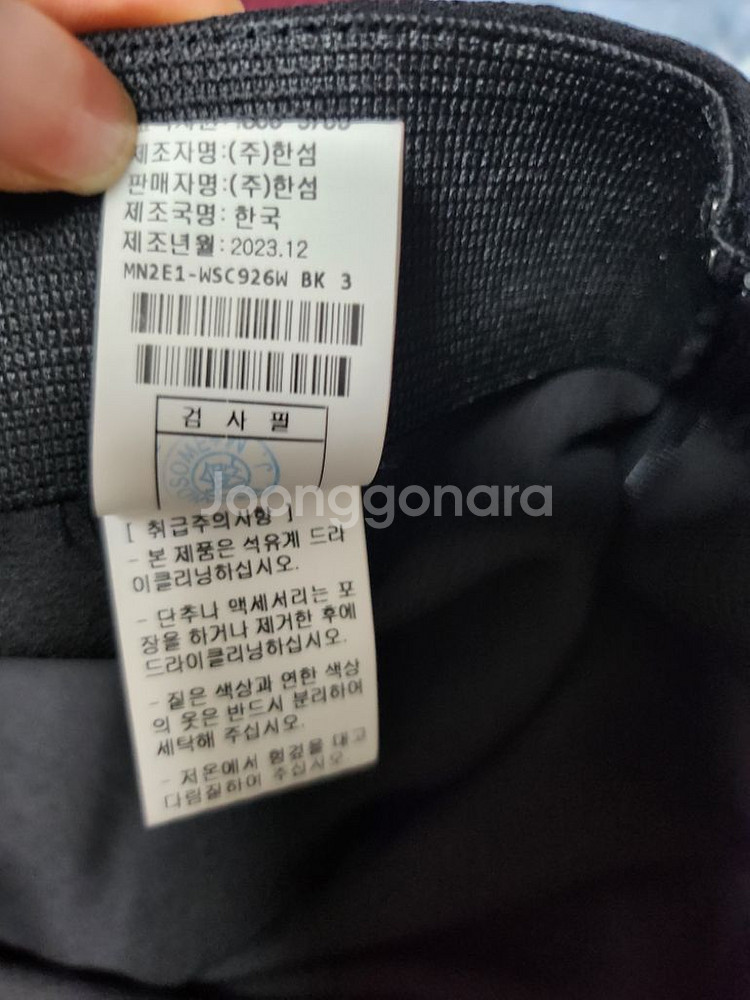 제조자명:(주)한섬
판매자명:(주)한섬
제조국명: 한국
제조년월: 2023.12
MN2E1-WSC926W BK 3
검 사 필
Joonggonara
[ 취급주의사항 ]
- 본 제품은 석유계 드라
이클리닝하십시오.
- 단추나 액세서리는 포
장을 하거나 제거한 후에
드라이클리닝하십시오.
- 짙은 색상과 연한 색상
의 옷은 반드시 분리하여
세탁해 주십시오.
- 저온에서 헝겊을 대고
다림질하여 주십시오